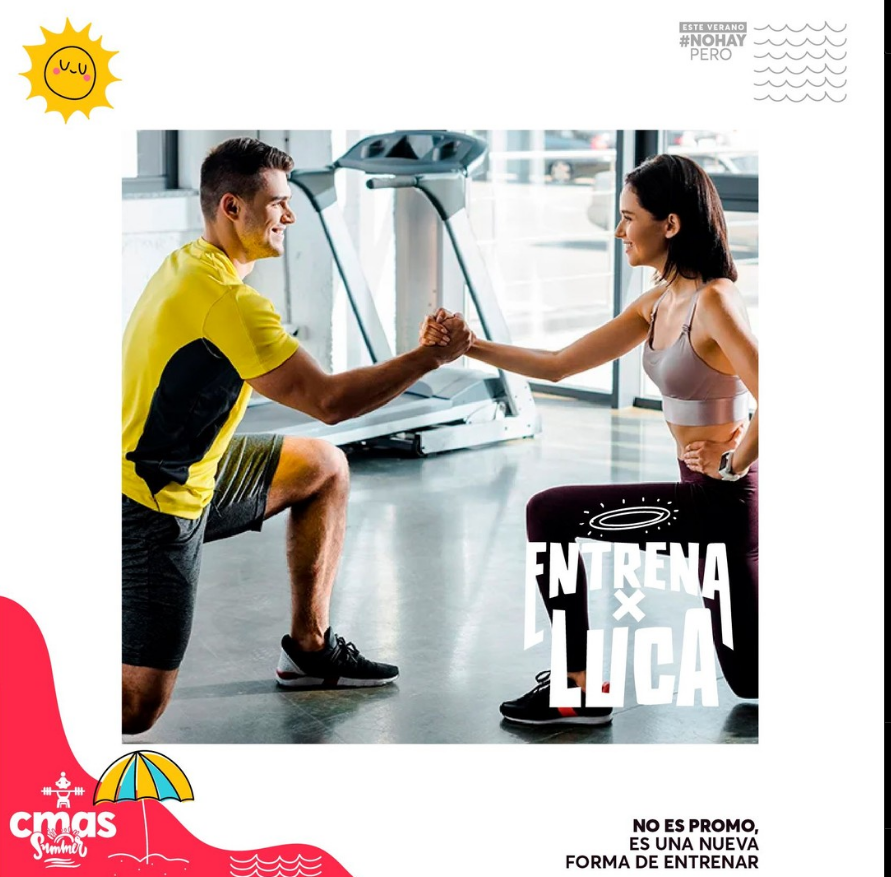 ESTE VERANO
#NOHAY
PERO
ENTRENA
X
LUCA
cmas
Summer
NO ES PROMO,
ES UNA NUEVA
FORMA DE ENTRENAR